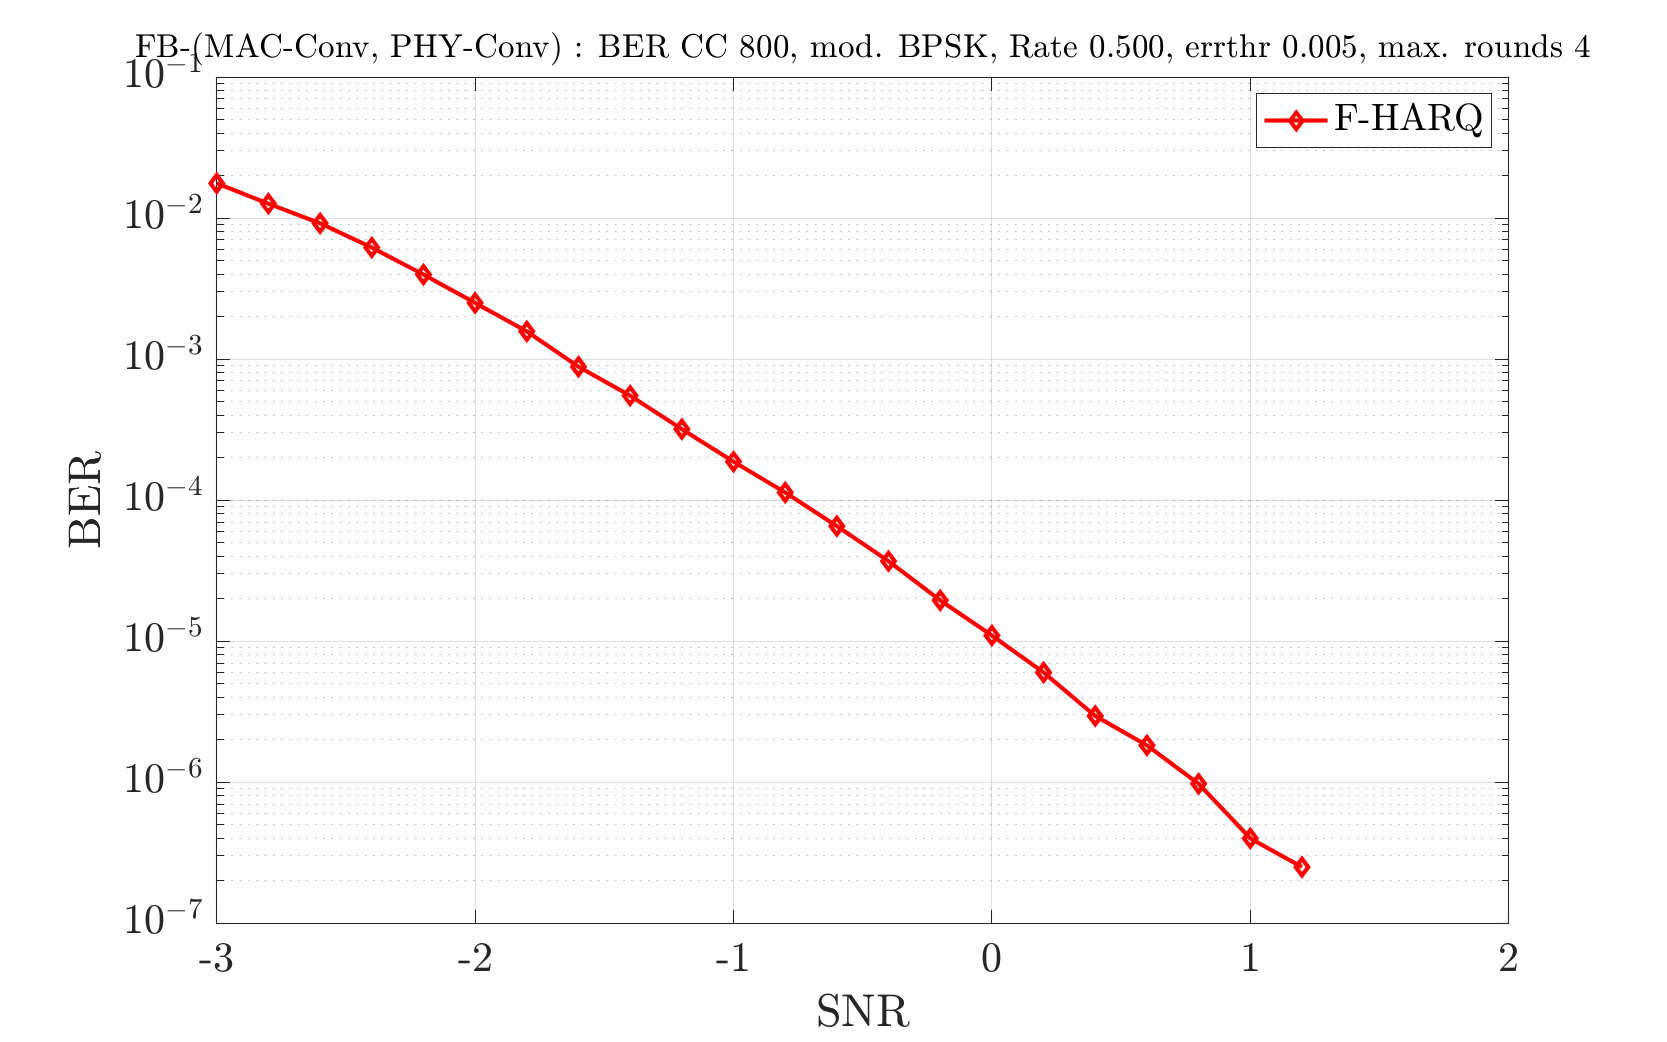 FB-(MAC-Conv, PHY-Conv) : BER CC 800, mod. BPSK, Rate 0.500, errthr 0.005, max. rounds 4
F-HARQ
10^{-1}
10^{-2}
10^{-3}
10^{-4}
10^{-5}
10^{-6}
10^{-7}
BER
-3 -2 -1 0 1 2
SNR